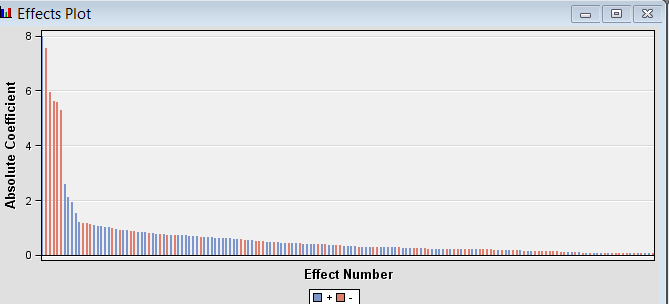 Effects Plot
8
6
4
2
0
Absolute Coefficient
Effect Number
+ -